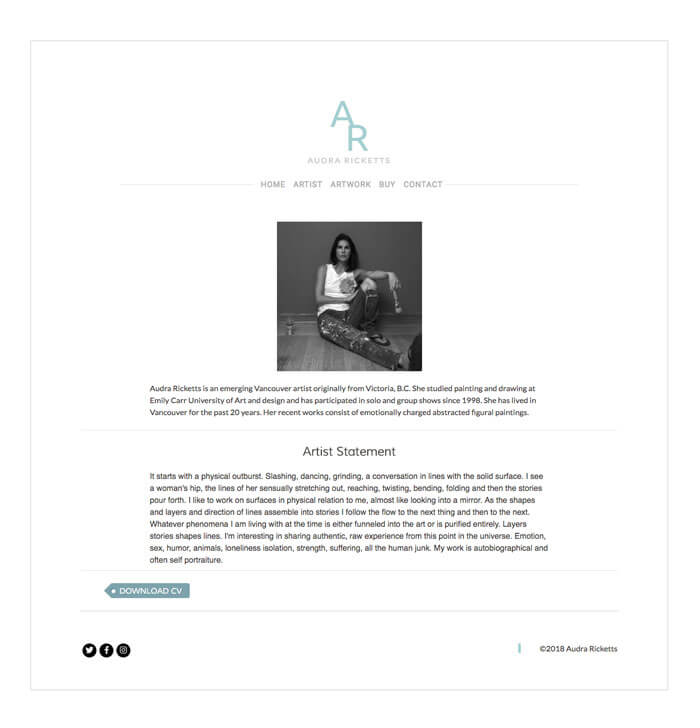 AR
AUDRA RICKETTS
HOME ARTIST ARTWORK BUY CONTACT
Audra Ricketts is an emerging Vancouver artist originally from Victoria, B.C. She studied painting and drawing at
Emily Carr University of Art and design and has participated in solo and group shows since 1998. She has lived in
Vancouver for the past 20 years. Her recent works consist of emotionally charged abstracted figural paintings.
Artist Statement
It starts with a physical outburst. Slashing, dancing, grinding, a conversation in lines with the solid surface. I see
a woman's hip, the lines of her sensually stretching out, reaching, twisting, bending, folding and then the stories
pour forth. I like to work on surfaces in physical relation to me, almost like looking into a mirror. As the shapes
and layers and direction of lines assemble into stories I follow the flow to the next thing and then to the next.
Whatever phenomena I am living with at the time is either funneled into the art or is purified entirely. Layers
stories shapes lines. I'm interesting in sharing authentic, raw experience from this point in the universe. Emotion,
sex, humor, animals, loneliness isolation, strength, suffering, all the human junk. My work is autobiographical and
often self portraiture.
DOWNLOAD CV
©2018 Audra Ricketts